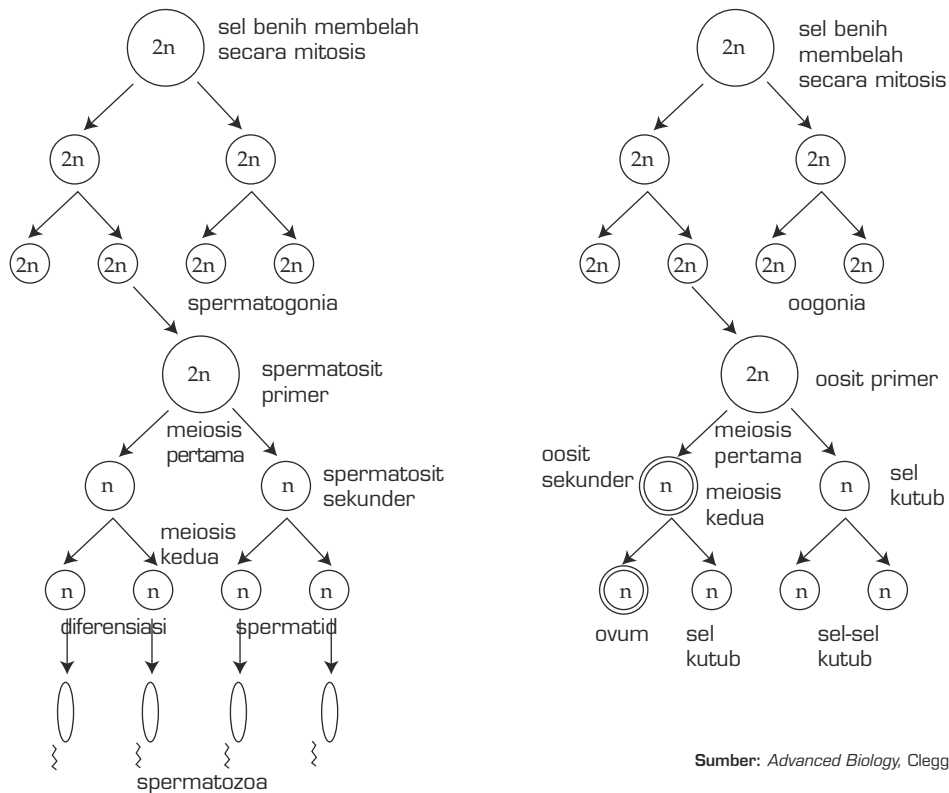 2n
sel benih membelah
secara mitosis
2n
2n
2n
2n
2n
2n
spermatogonia
2n
spermatosit
primer
meiosis
pertama
n
n
spermatosit
sekunder
meiosis
kedua
n
n
n
n
diferensiasi
spermatid
spermatozoa
2n
sel benih
membelah
secara mitosis
2n
2n
2n
2n
2n
2n
oogonia
2n
oosit primer
meiosis
pertama
oosit
sekunder
n
n
sel
kutub
meiosis
kedua
n
n
n
n
ovum
sel
kutub
sel-sel
kutub
Sumber: Advanced Biology, Clegg